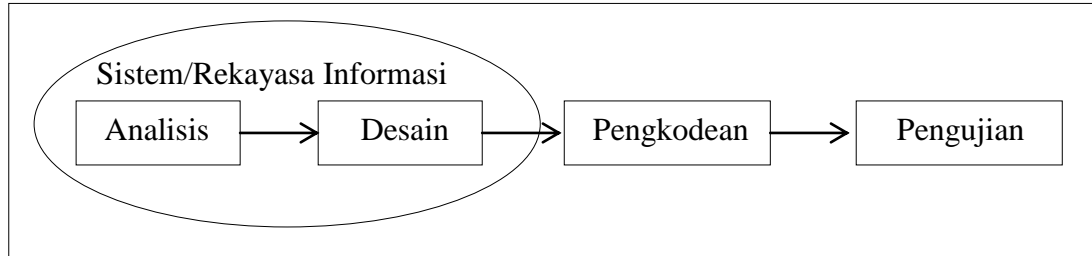 Sistem/Rekayasa Informasi
Analisis
Desain
Pengkodean
Pengujian